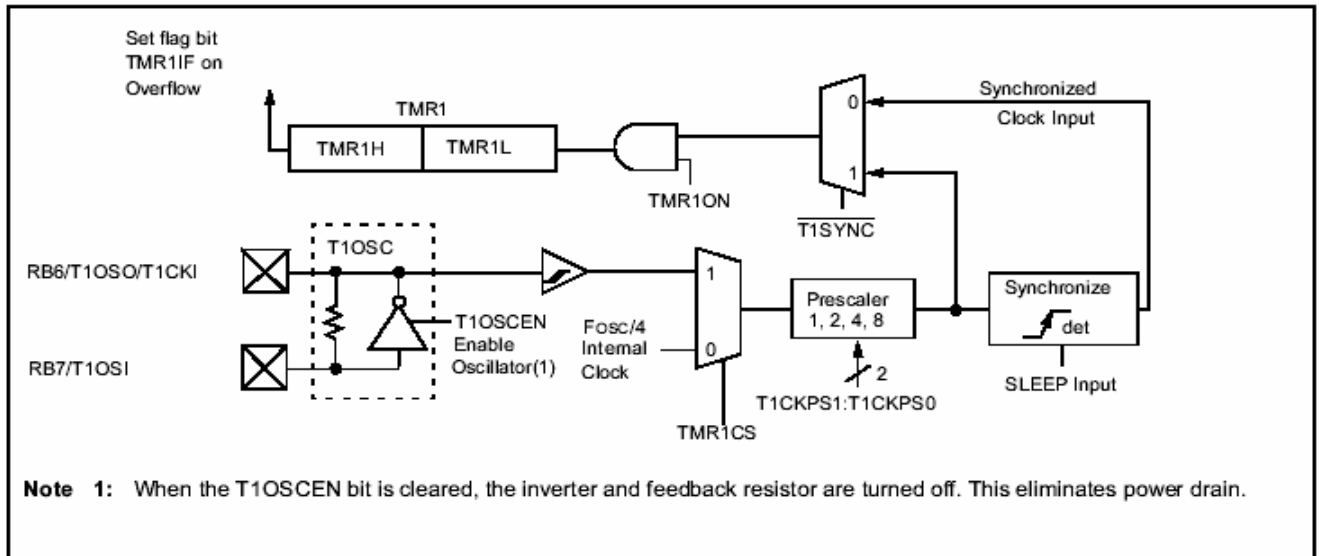 Set flag bit
TMR1IF on
Overflow
TMR1
TMR1H
TMR1L
TMR1ON
0
1
T1SYNC
Synchronized
Clock Input
RB6/T1OSO/T1CKI
T1OSC
RB7/T1OSI
T1OSCEN
Enable
Oscillator(1)
Fosc/4
Internal
Clock
1
0
TMR1CS
Prescaler
1, 2, 4, 8
2
T1CKPS1:T1CKPS0
Synchronize
det
SLEEP Input
Note 1: When the T1OSCEN bit is cleared, the inverter and feedback resistor are turned off. This eliminates power drain.